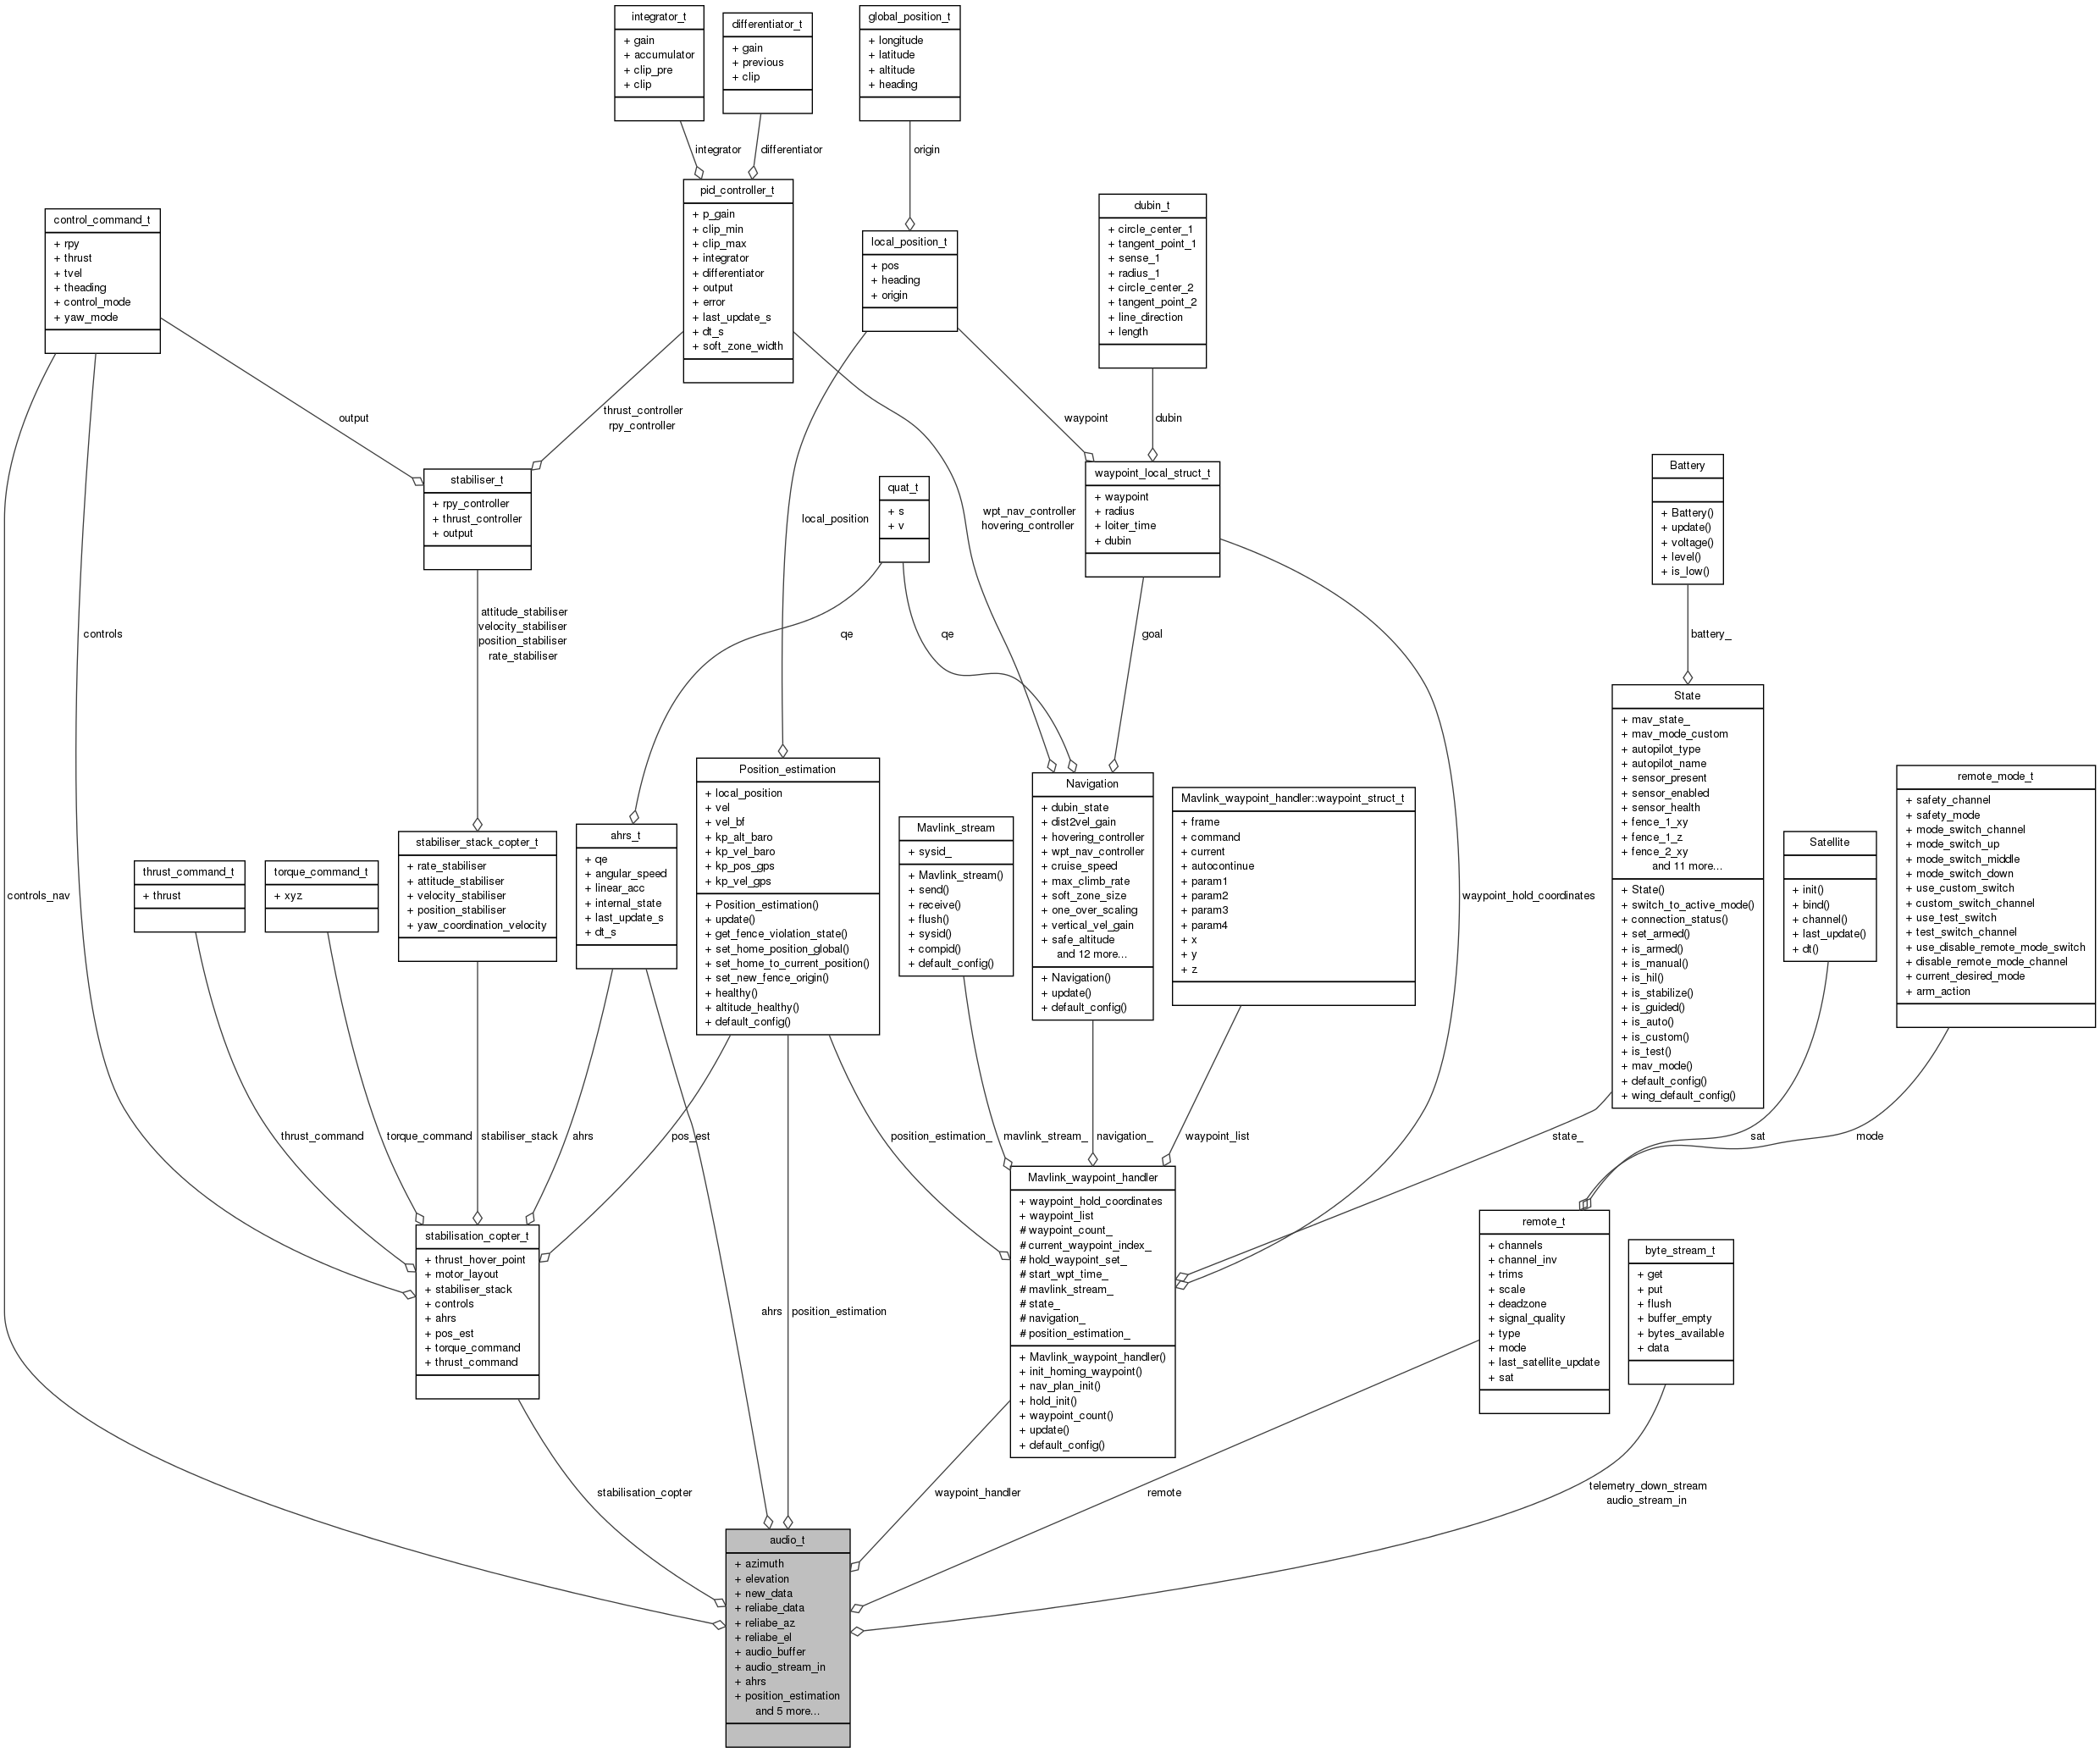 integrator_t
+ gain
+ accumulator
+ clip_pre
+ clip
differentiator_t
+ gain
+ previous
+ clip
global_position_t
+ longitude
+ latitude
+ altitude
+ heading
integrator
differentiator
origin
pid_controller_t
+ p_gain
+ clip_min
+ clip_max
+ integrator
+ differentiator
+ output
+ error
+ last_update_s
+ dt_s
+ soft_zone_width
control_command_t
+ rpy
+ thrust
+ tvel
+ theading
+ control_mode
+ yaw_mode
local_position_t
+ pos
+ heading
+ origin
dubin_t
+ circle_center_1
+ tangent_point_1
+ sense_1
+ radius_1
+ circle_center_2
+ tangent_point_2
+ line_direction
+ length
output
thrust_controller
rpy_controller
waypoint
dubin
stabiliser_t
+ rpy_controller
+ thrust_controller
+ output
quat_t
+ s
+ v
local_position
wpt_nav_controller
hovering_controller
waypoint_local_struct_t
+ waypoint
+ radius
+ loiter_time
+ dubin
Battery
+ Battery()
+ update()
+ voltage()
+ level()
+ is_low()
controls
attitude_stabiliser
velocity_stabiliser
position_stabiliser
rate_stabiliser
qe
qe
goal
battery_
State
+ mav_state_
+ mav_mode_custom
+ autopilot_type
+ autopilot_name
+ sensor_present
+ sensor_enabled
+ sensor_health
+ fence_1_xy
+ fence_1_z
+ fence_2_xy
and 11 more...
+ State()
+ switch_to_active_mode()
+ connection_status()
+ set_armed()
+ is_armed()
+ is_manual()
+ is_hil()
+ is_stabilize()
+ is_guided()
+ is_auto()
+ is_custom()
+ is_test()
+ mav_mode()
+ default_config()
+ wing_default_config()
controls_nav
thrust_command_t
+ thrust
torque_command_t
+ xyz
stabiliser_stack_copter_t
+ rate_stabiliser
+ attitude_stabiliser
+ velocity_stabiliser
+ position_stabiliser
+ yaw_coordination_velocity
ahrs_t
+ qe
+ angular_speed
+ linear_acc
+ internal_state
+ last_update_s
+ dt_s
Position_estimation
+ local_position
+ vel
+ vel_bf
+ kp_alt_baro
+ kp_vel_baro
+ kp_pos_gps
+ kp_vel_gps
+ Position_estimation()
+ update()
+ get_fence_violation_state()
+ set_home_position_global()
+ set_home_to_current_position()
+ set_new_fence_origin()
+ healthy()
+ altitude_healthy()
+ default_config()
Mavlink_stream
+ sysid_
+ Mavlink_stream()
+ send()
+ receive()
+ flush()
+ sysid()
+ compid()
+ default_config()
Navigation
+ dubin_state
+ dist2vel_gain
+ hovering_controller
+ wpt_nav_controller
+ cruise_speed
+ max_climb_rate
+ soft_zone_size
+ one_over_scaling
+ vertical_vel_gain
+ safe_altitude
and 12 more...
+ Navigation()
+ update()
+ default_config()
Mavlink_waypoint_handler::waypoint_struct_t
+ frame
+ command
+ current
+ autocontinue
+ param1
+ param2
+ param3
+ param4
+ x
+ y
+ z
waypoint_hold_coordinates
Satellite
+ init()
+ bind()
+ channel()
+ last_update()
+ dt()
remote_mode_t
+ safety_channel
+ safety_mode
+ mode_switch_channel
+ mode_switch_up
+ mode_switch_middle
+ mode_switch_down
+ use_custom_switch
+ custom_switch_channel
+ use_test_switch
+ test_switch_channel
+ use_disable_remote_mode_switch
+ disable_remote_mode_channel
+ current_desired_mode
+ arm_action
thrust_command
torque_command
stabiliser_stack
ahrs
pos_est
position_estimation_
mavlink_stream_
navigation_
waypoint_list
state_
sat
mode
stabilisation_copter_t
+ thrust_hover_point
+ motor_layout
+ stabiliser_stack
+ controls
+ ahrs
+ pos_est
+ torque_command
+ thrust_command
Mavlink_waypoint_handler
+ waypoint_hold_coordinates
+ waypoint_list
# waypoint_count_
# current_waypoint_index_
# hold_waypoint_set_
# start_wpt_time_
# mavlink_stream_
# state_
# navigation_
# position_estimation_
+ Mavlink_waypoint_handler()
+ init_homing_waypoint()
+ nav_plan_init()
+ hold_init()
+ waypoint_count()
+ update()
+ default_config()
remote_t
+ channels
+ channel_inv
+ trims
+ scale
+ deadzone
+ signal_quality
+ type
+ mode
+ last_satellite_update
+ sat
byte_stream_t
+ get
+ put
+ flush
+ buffer_empty
+ bytes_available
+ data
ahrs
position_estimation
stabilisation_copter
waypoint_handler
remote
telemetry_down_stream
audio_stream_in
audio_t
+ azimuth
+ elevation
+ new_data
+ reliabe_data
+ reliabe_az
+ reliabe_el
+ audio_buffer
+ audio_stream_in
+ ahrs
+ position_estimation
and 5 more...